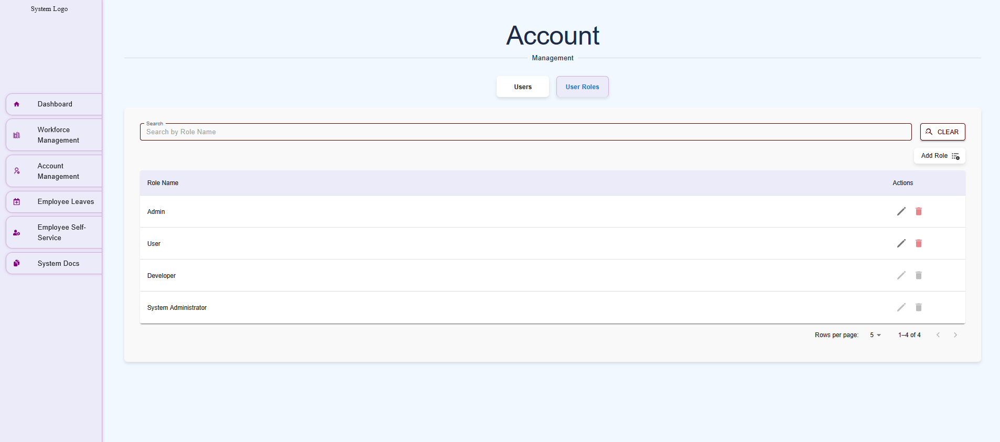 System Logo
Dashboard
Workforce
Management
Account
Management
Employee Leaves
Employee Self-
Service
System Docs
Account
Management
Users
User Roles
Search
Search by Role Name
CLEAR
Add Role
Role Name
Actions
Admin
User
Developer
System Administrator
Rows per page:
5
1–4 of 4